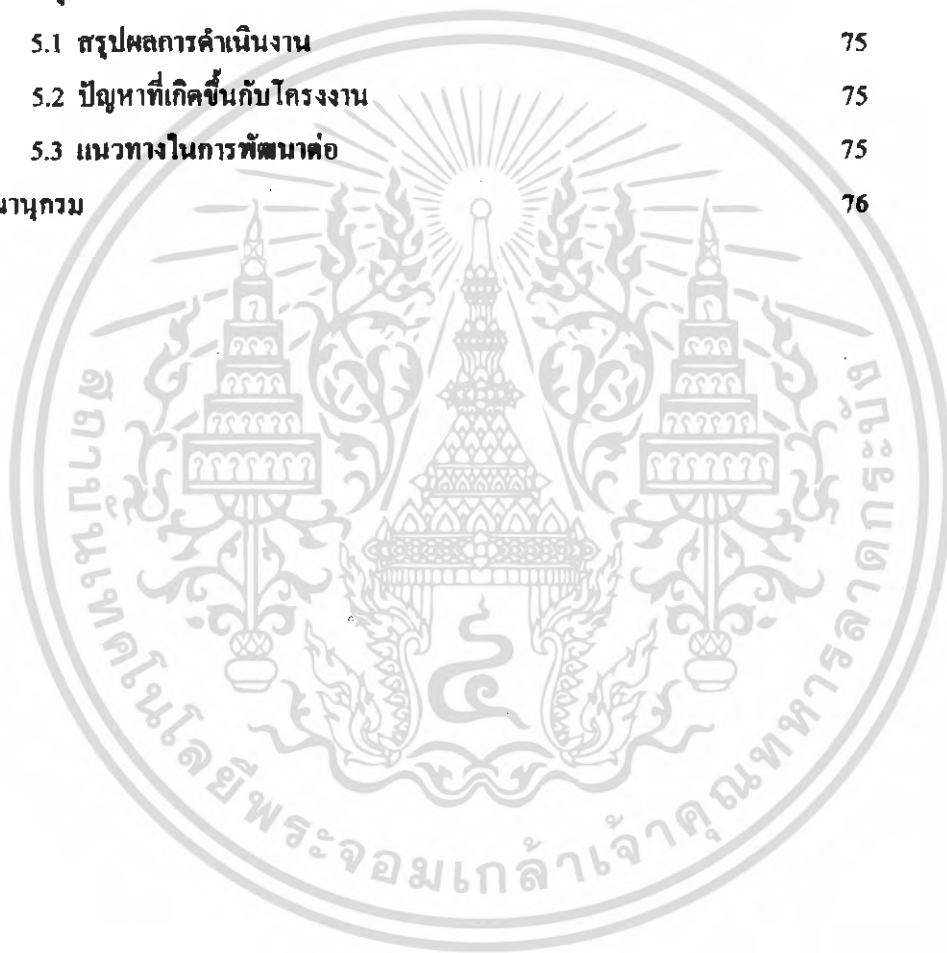 5.1 สรุปผลการดำเนินงาน 75
5.2 ปัญหาที่เกิดขึ้นกับโครงงาน 75
5.3 แนวทางในการพัฒนาต่อ 75
นานุกรม 76
สถาบันเทคโนโลยีพระจอมเกล้าเจ้าคุณทหารลาดกระบัง
๔